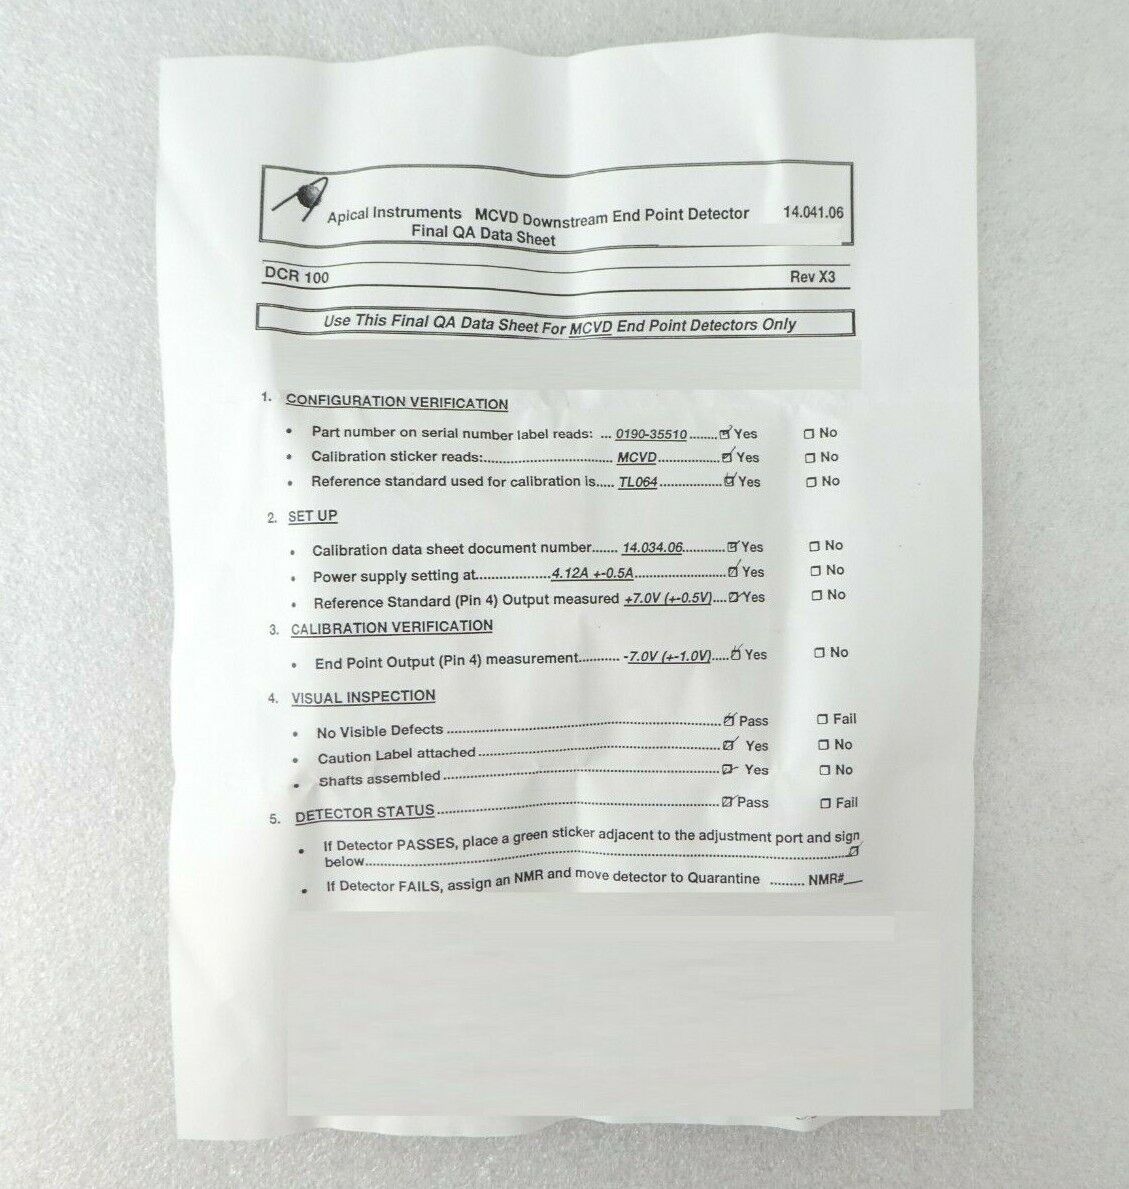 Apical Instruments MCVD Downstream End Point Detector 14.041.06
Final QA Data Sheet
DCR 100 Rev X3
Use This Final QA Data Sheet For MCVD End Point Detectors Only
1. CONFIGURATION VERIFICATION
• Part number on serial number label reads: ... 0190-35510 ....... ☑ Yes ☐ No
• Calibration sticker reads:................................ MCVD............... ☑ Yes ☐ No
• Reference standard used for calibration is..... TL064 ............... ☑ Yes ☐ No
2. SET UP
• Calibration data sheet document number....... 14.034.06........... ☑ Yes ☐ No
• Power supply setting at...................4.12A +-0.5A....................... ☑ Yes ☐ No
• Reference Standard (Pin 4) Output measured +7.0V (+-0.5V).... ☑ Yes ☐ No
3. CALIBRATION VERIFICATION
• End Point Output (Pin 4) measurement........... -7.0V (+-1.0V)..... ☑ Yes ☐ No
4. VISUAL INSPECTION
• No Visible Defects ..................................................................... ☑ Pass ☐ Fail
• Caution Label attached .............................................................. ☑ Yes ☐ No
• Shafts assembled ...................................................................... ☑ Yes ☐ No
5. DETECTOR STATUS....................................................................... ☑ Pass ☐ Fail
• If Detector PASSES, place a green sticker adjacent to the adjustment port and sign
below............................................................................................................ ☑
• If Detector FAILS, assign an NMR and move detector to Quarantine ......... NMR#__